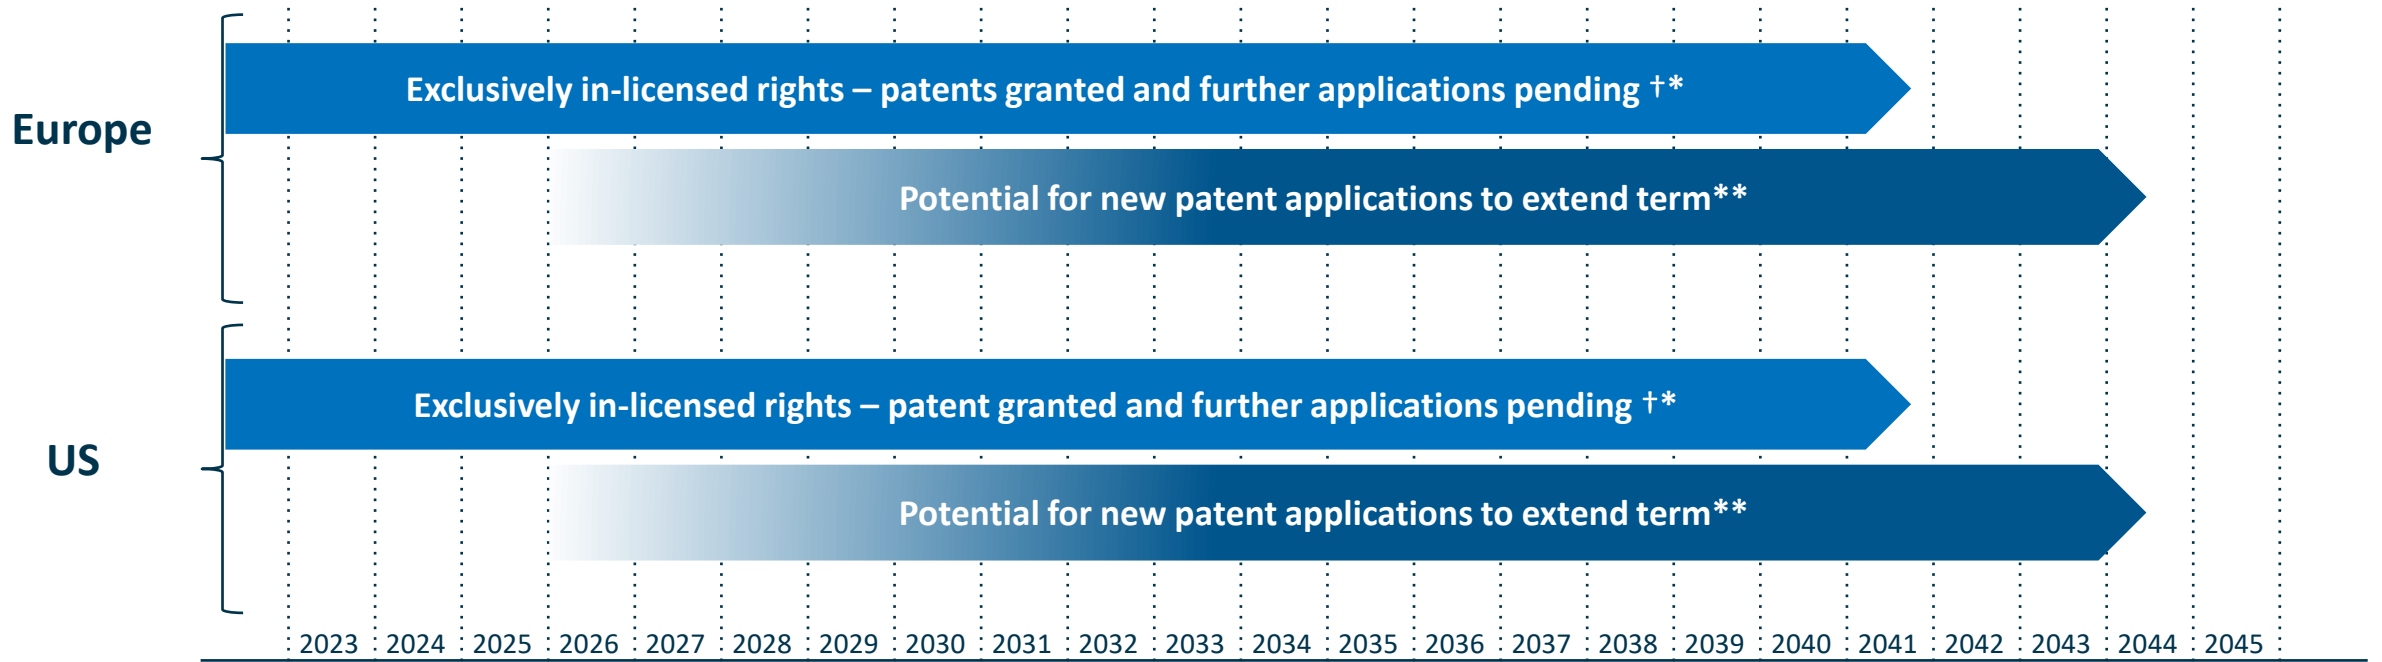 Europe
Exclusively in-licensed rights – patents granted and further applications pending †*
Potential for new patent applications to extend term**
US
Exclusively in-licensed rights – patent granted and further applications pending †*
Potential for new patent applications to extend term**
2023 2024 2025 2026 2027 2028 2029 2030 2031 2032 2033 2034 2035 2036 2037 2038 2039 2040 2041 2042 2043 2044 2045